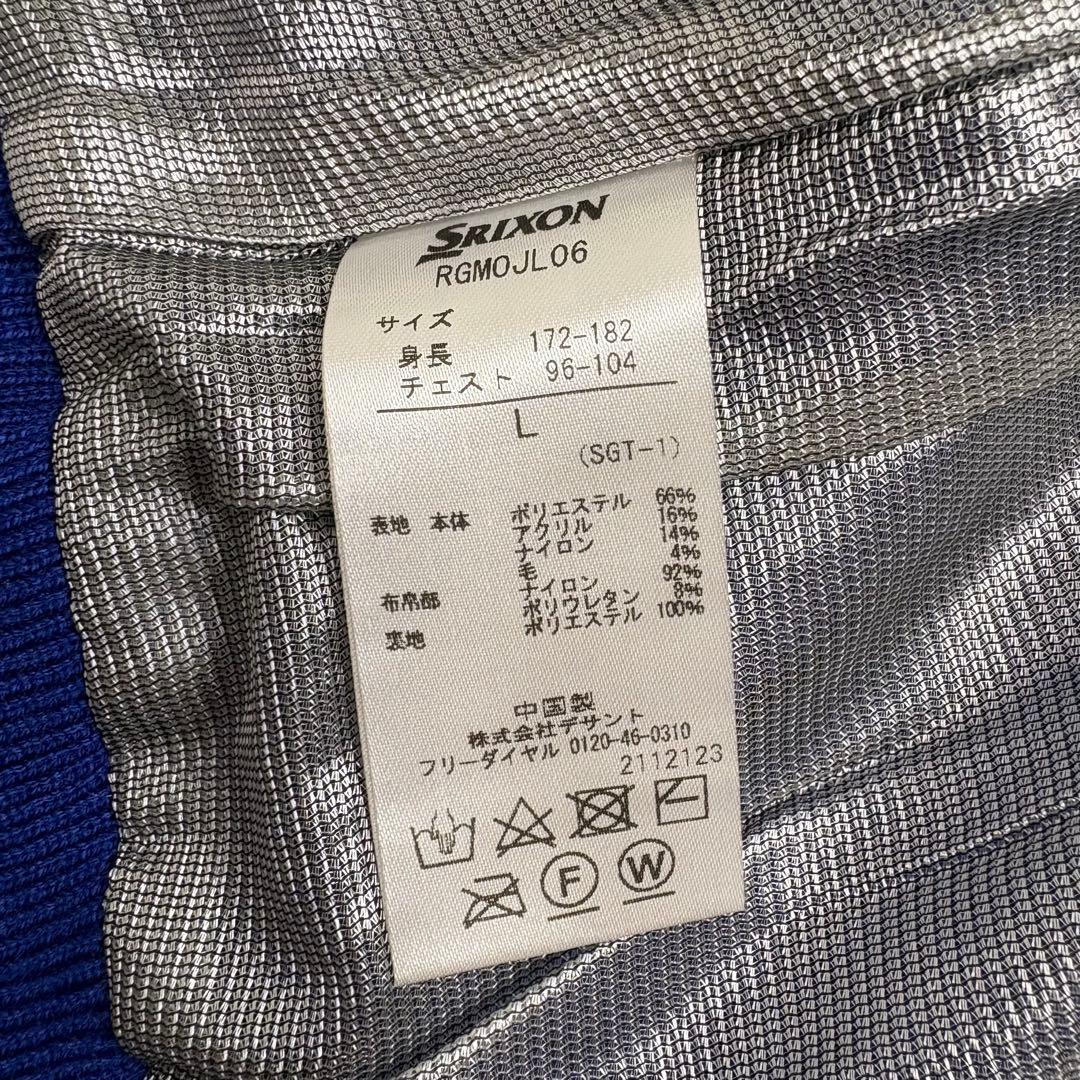 SRIXON
RGM0JL06
サイズ
身長 172-182
チェスト 96-104
L
(SGT-1)
表地 本体 ポリエステル 66%
アクリル 16%
ナイロン 14%
毛 4%
布帛部 ナイロン 92%
ポリウレタン 8%
裏地 ポリエステル 100%
中国製
株式会社デサント
フリーダイヤル 0120-46-0310
2112123
F W